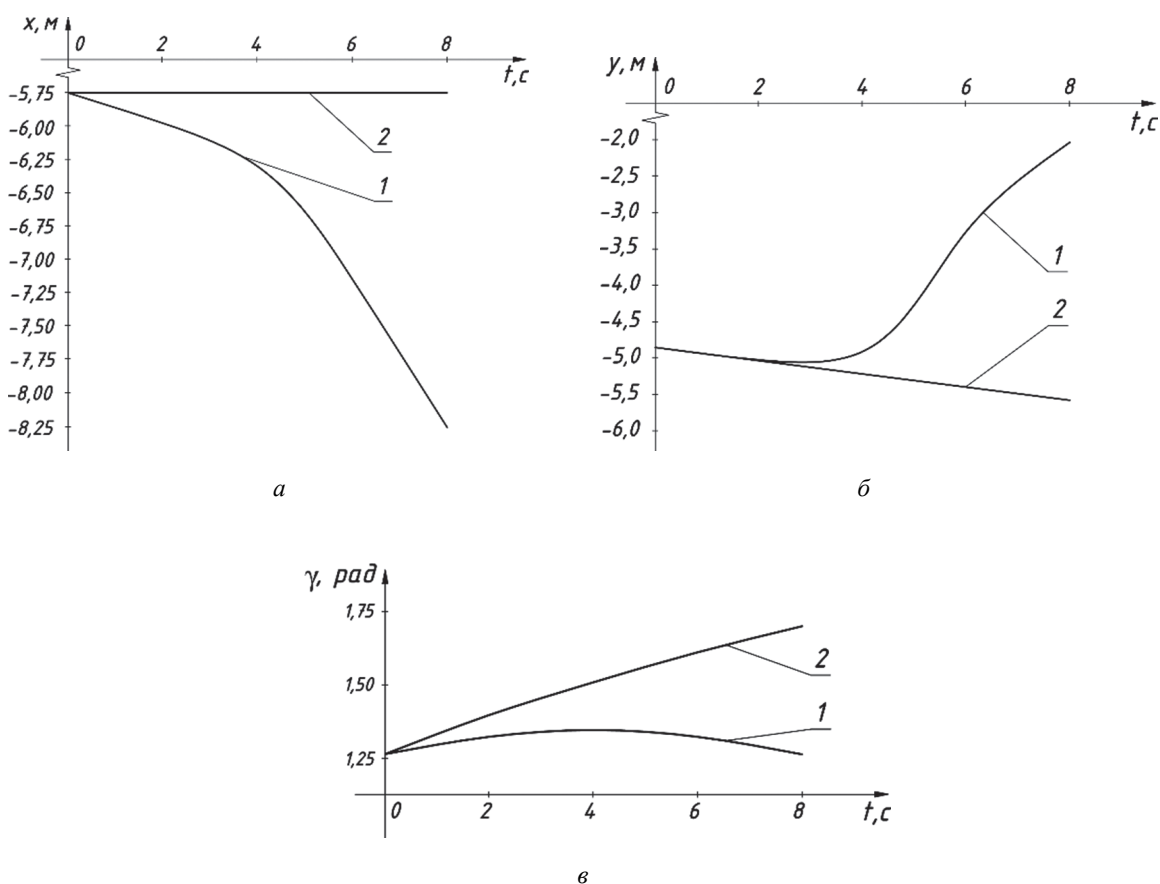 x, м
0 2 4 6 8
t,c
–5,75
–6,00
–6,25
–6,50
–6,75
–7,00
–7,25
–7,50
–7,75
–8,00
–8,25
2
1
а
y, м
0 2 4 6 8
t,c
–2,0
–2,5
–3,0
–3,5
–4,0
–4,5
–5,0
–5,5
–6,0
1
2
б
γ, рад
1,75
1,50
1,25
2
1
0 2 4 6 8
t,c
в